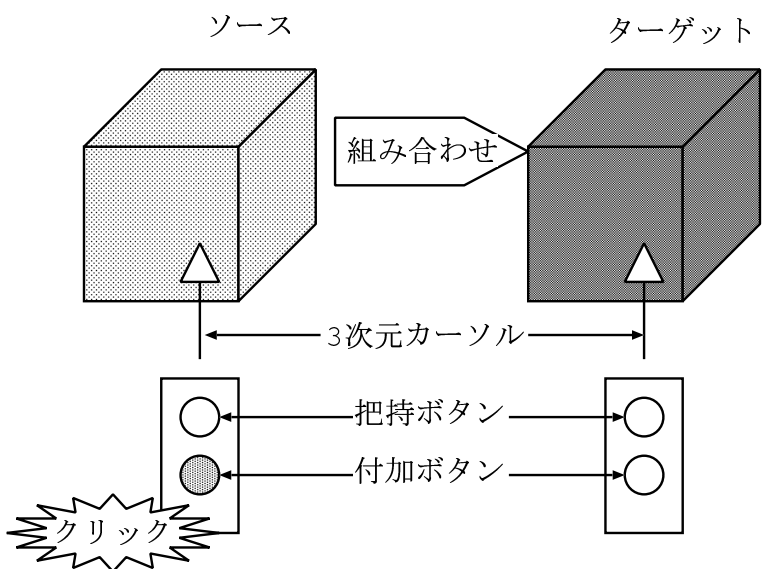 ソース
ターゲット
組み合わせ
3次元カーソル
把持ボタン
付加ボタン
クリック